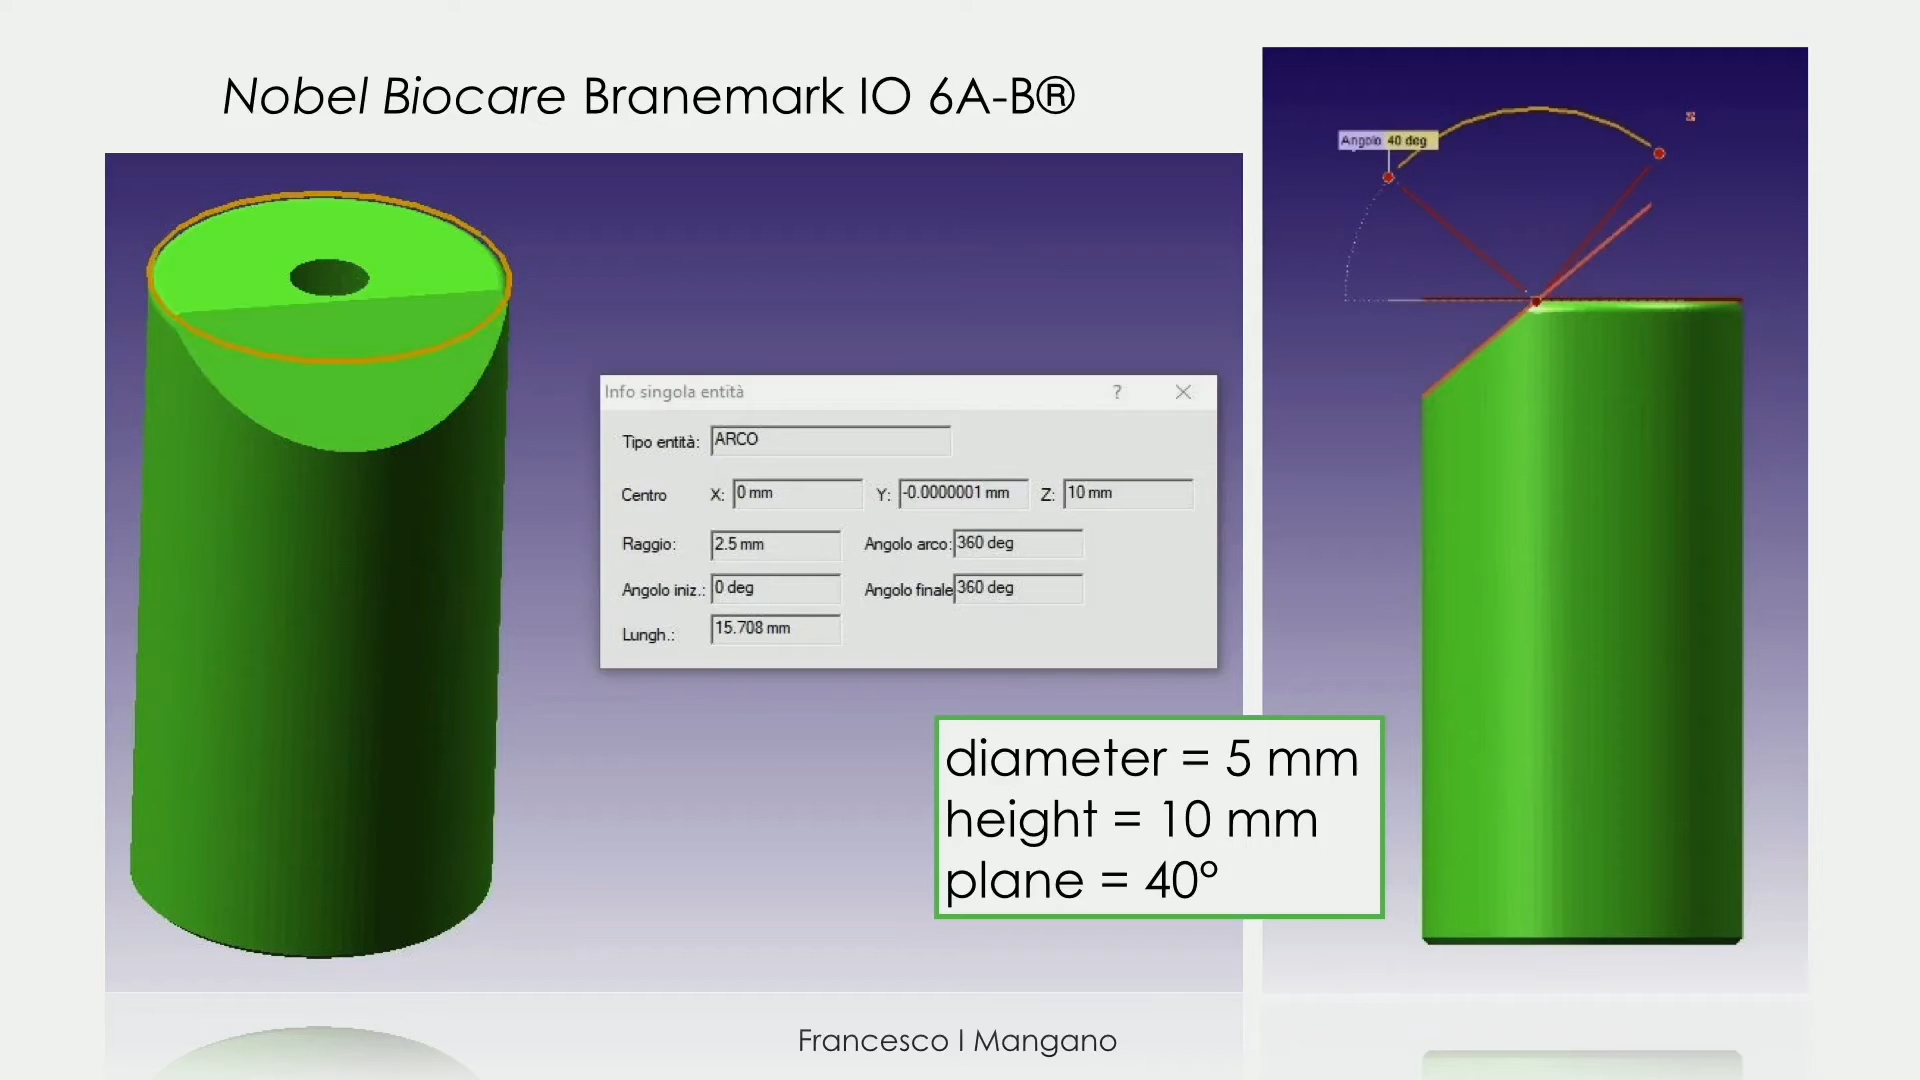 Nobel Biocare Branemark IO 6A-B®
Angolo 40 deg
Info singola entità ?
Tipo entità: ARCO
Centro X: 0 mm Y: -0.0000001 mm Z: 10 mm
Raggio: 2.5 mm Angolo arco: 360 deg
Angolo iniz.: 0 deg Angolo finale 360 deg
Lungh.: 15.708 mm
diameter = 5 mm
height = 10 mm
plane = 40°
Francesco I Mangano